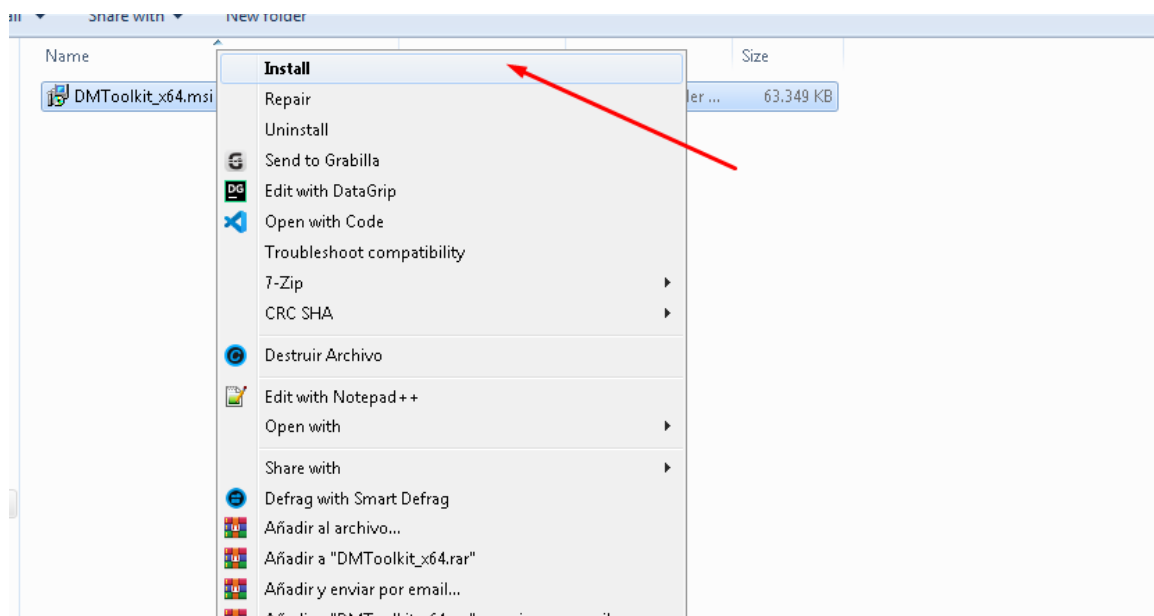 Share with
New folder
Name
Size
Install
DMToolkit_x64.msi
ler ...
63.349 KB
Repair
Uninstall
Send to Grabilla
DG
Edit with DataGrip
Open with Code
Troubleshoot compatibility
7-Zip
CRC SHA
Destruir Archivo
Edit with Notepad++
Open with
Share with
Defrag with Smart Defrag
Añadir al archivo...
Añadir a "DMToolkit_x64.rar"
Añadir y enviar por email...